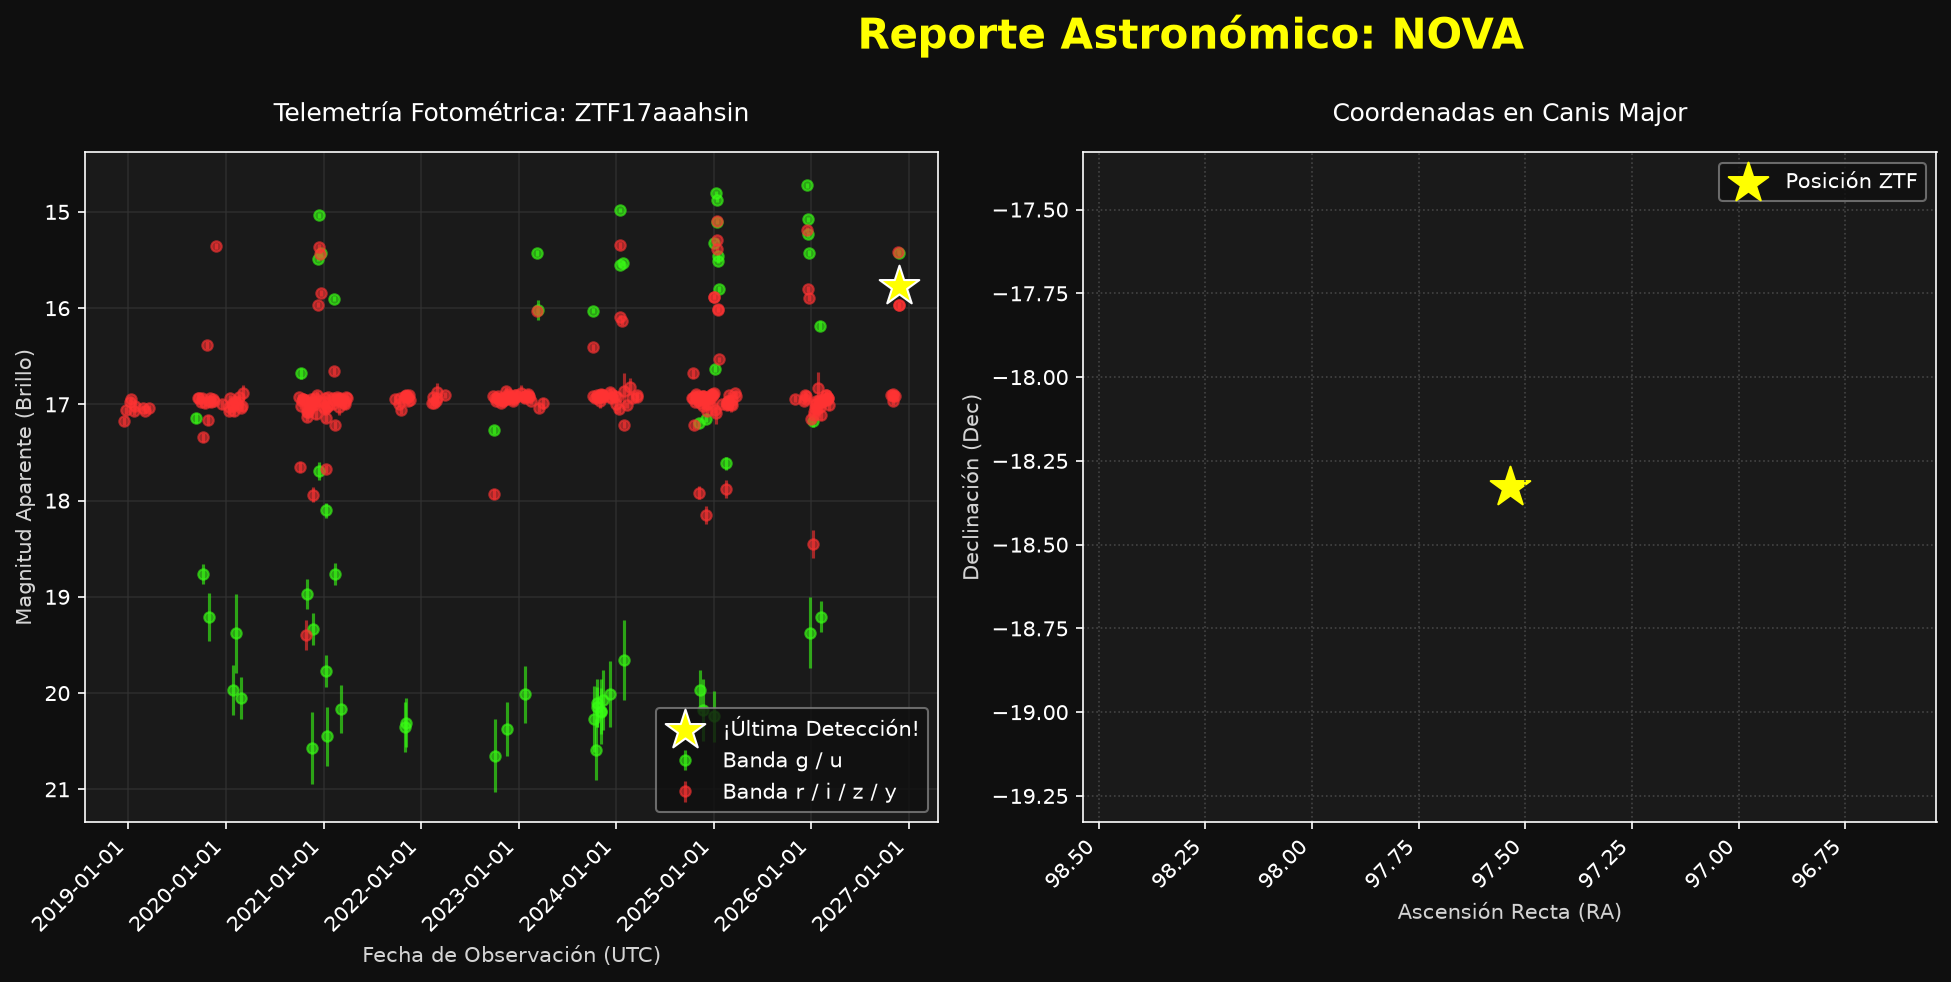 Reporte Astronómico: NOVA
Telemetría Fotométrica: ZTF17aaahsin
Magnitud Aparente (Brillo)
15
16
17
18
19
20
21
¡Última Detección!
Banda g / u
Banda r / i / z / y
2019-01-01
2020-01-01
2021-01-01
2022-01-01
2023-01-01
2024-01-01
2025-01-01
2026-01-01
2027-01-01
Fecha de Observación (UTC)
Coordenadas en Canis Major
Posición ZTF
Declinación (Dec)
−17.50
−17.75
−18.00
−18.25
−18.50
−18.75
−19.00
−19.25
98.50
98.25
98.00
97.75
97.50
97.25
97.00
96.75
Ascensión Recta (RA)